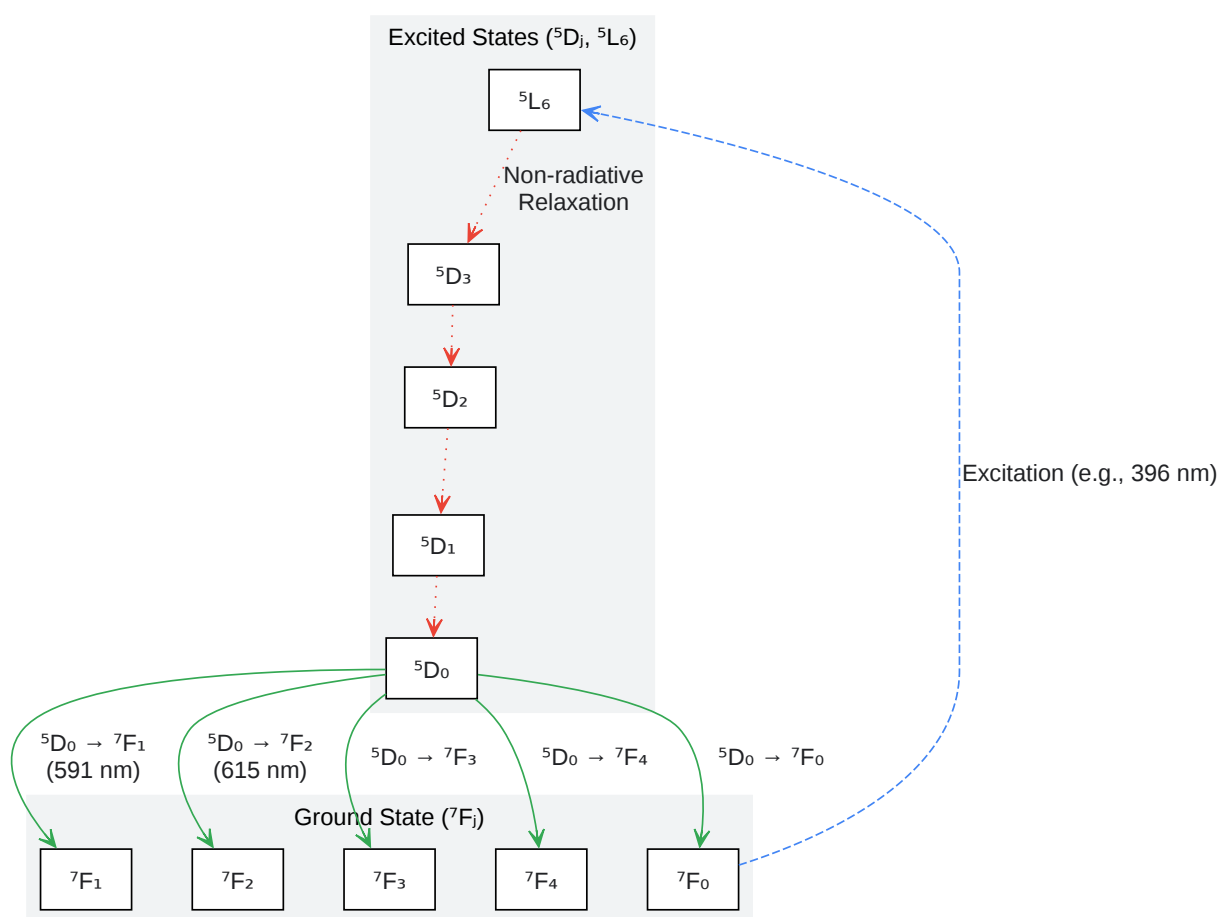 Excited States (⁵Dⱼ, ⁵L₆)
⁵L₆
Non-radiative
Relaxation
⁵D₃
⁵D₂
Excitation (e.g., 396 nm)
⁵D₁
⁵D₀
⁵D₀ → ⁷F₁
(591 nm)
⁵D₀ → ⁷F₂
(615 nm)
⁵D₀ → ⁷F₃
⁵D₀ → ⁷F₄
⁵D₀ → ⁷F₀
Ground State (⁷Fⱼ)
⁷F₁
⁷F₂
⁷F₃
⁷F₄
⁷F₀